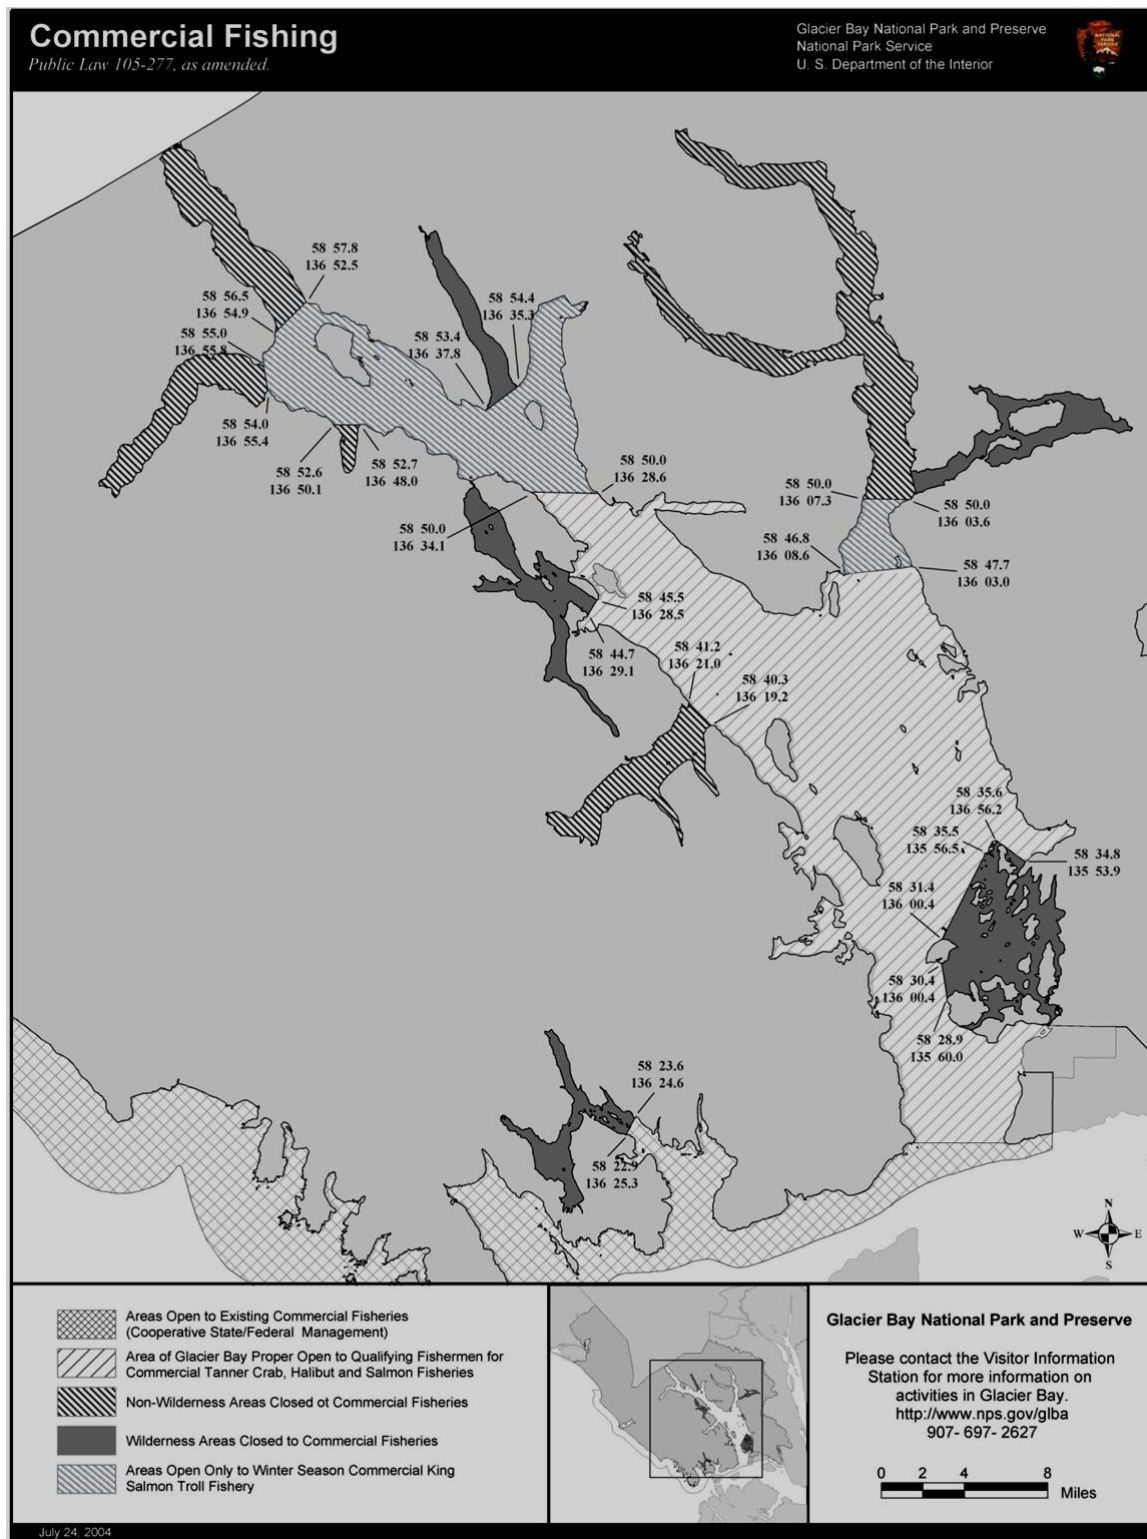 Commercial Fishing
Public Law 105-277, as amended.
Glacier Bay National Park and Preserve
National Park Service
U. S. Department of the Interior
NATIONAL
PARK
SERVICE
58 57.8
136 52.5
58 56.5
136 54.9
58 55.0
136 55.8
58 54.4
136 35.3
58 53.4
136 37.8
58 54.0
136 55.4
58 52.6
136 50.1
58 52.7
136 48.0
58 50.0
136 28.6
58 50.0
136 34.1
58 50.0
136 07.3
58 50.0
136 03.6
58 46.8
136 08.6
58 47.7
136 03.0
58 45.5
136 28.5
58 44.7
136 29.1
58 41.2
136 21.0
58 40.3
136 19.2
58 35.6
136 56.2
58 35.5
135 56.5
58 34.8
135 53.9
58 31.4
136 00.4
58 30.4
136 00.4
58 28.9
135 60.0
58 23.6
136 24.6
58 22.9
136 25.3
N
W E
S
Areas Open to Existing Commercial Fisheries
(Cooperative State/Federal Management)
Area of Glacier Bay Proper Open to Qualifying Fishermen for
Commercial Tanner Crab, Halibut and Salmon Fisheries
Non-Wilderness Areas Closed ot Commercial Fisheries
Wilderness Areas Closed to Commercial Fisheries
Areas Open Only to Winter Season Commercial King
Salmon Troll Fishery
Glacier Bay National Park and Preserve
Please contact the Visitor Information
Station for more information on
activities in Glacier Bay.
http://www.nps.gov/glba
907- 697- 2627
0 2 4 8
Miles
July 24, 2004